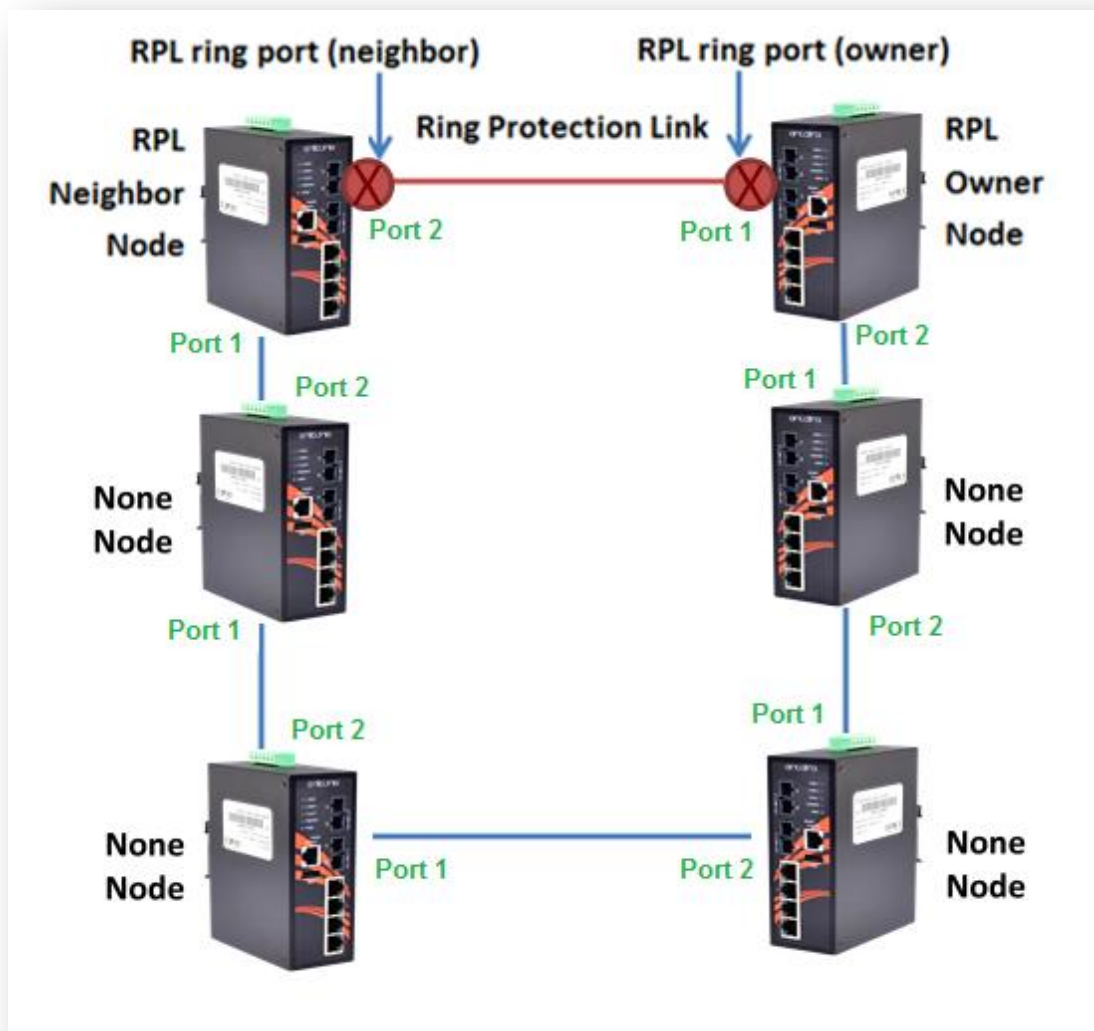 RPL ring port (neighbor)
RPL ring port (owner)
Ring Protection Link
RPL
Neighbor
Node
RPL
Owner
Node
Port 2
Port 1
Port 1
Port 2
Port 2
Port 1
None
Node
None
Node
Port 1
Port 2
Port 2
Port 1
None
Node
None
Node
Port 1
Port 2